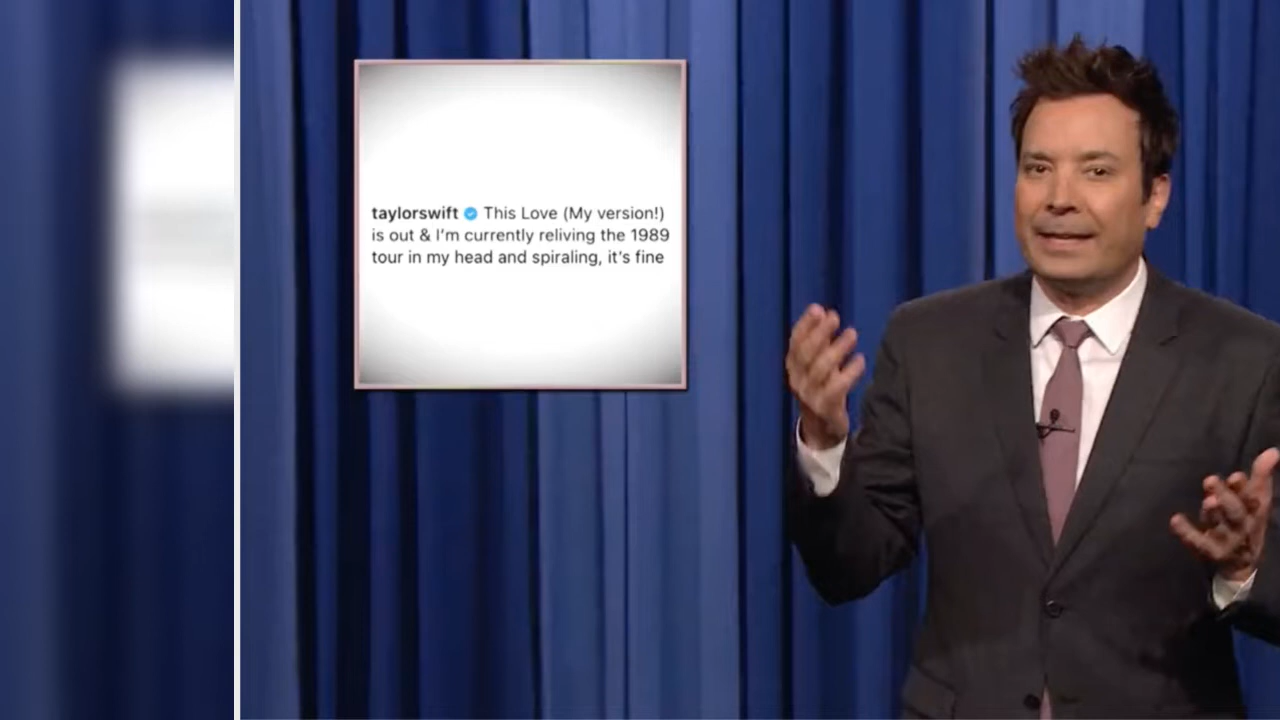 taylorswift This Love (My version!)
is out & I'm currently reliving the 1989
tour in my head and spiraling, it's fine